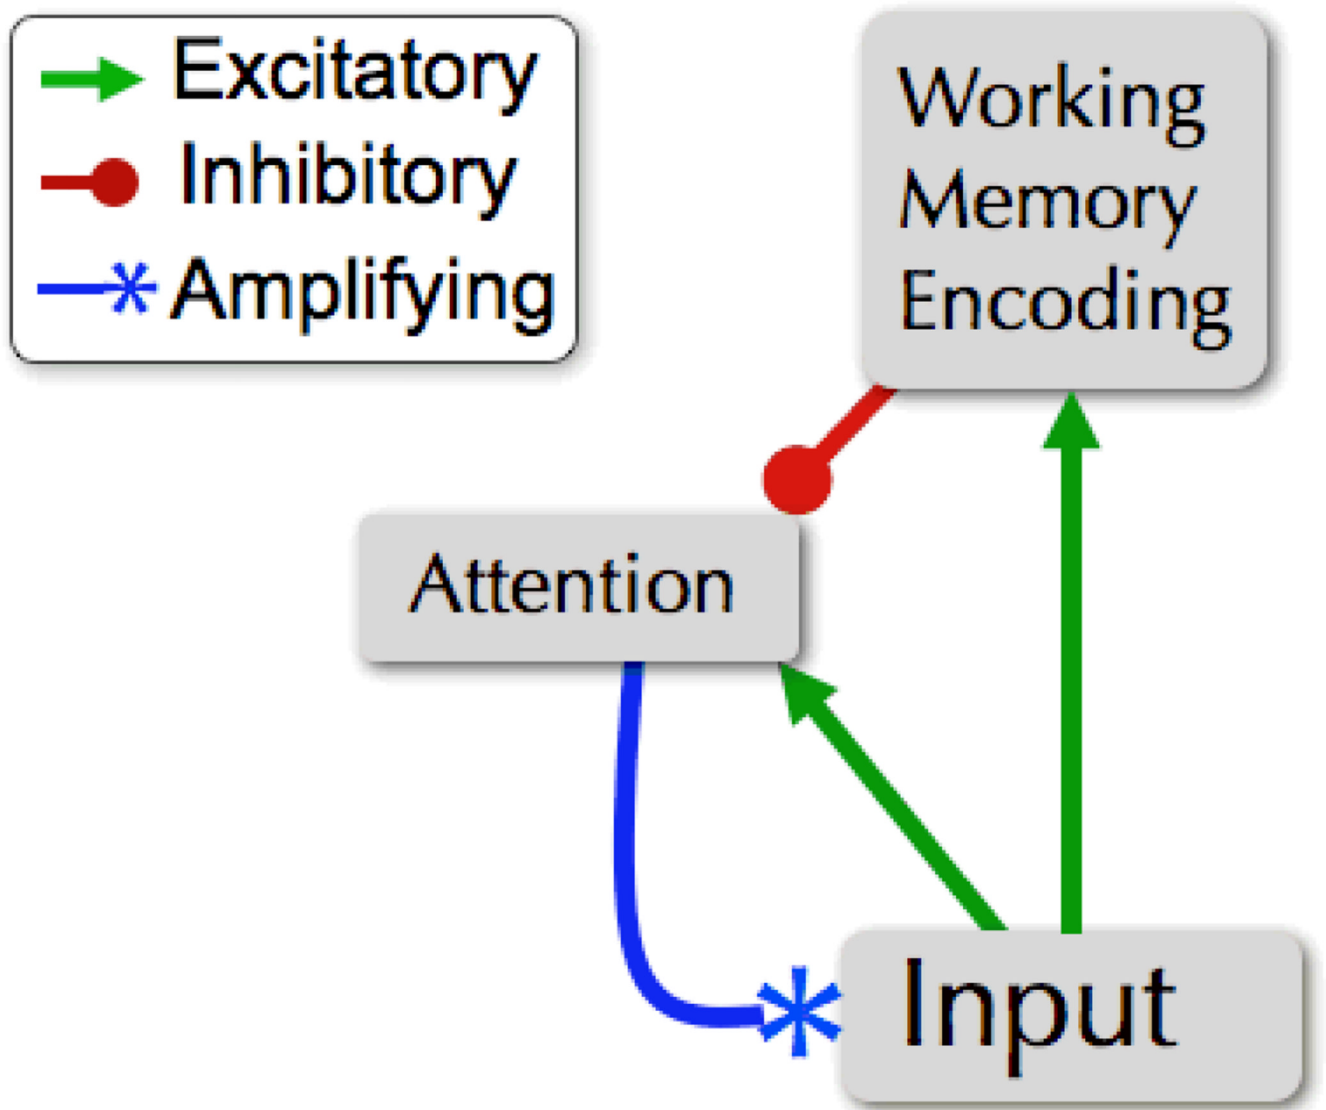 Excitatory
Inhibitory
Amplifying
Working
Memory
Encoding
Attention
Input